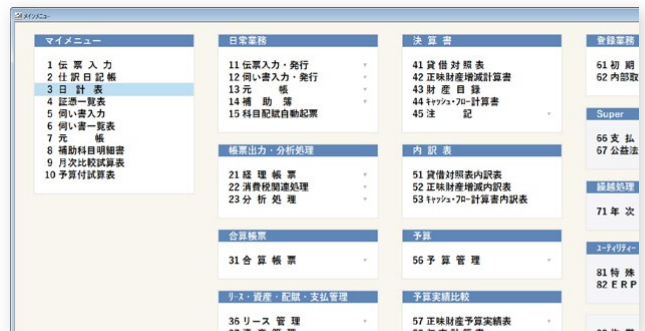 メインメニュー
マイメニュー
1 伝票入力
2 仕訳日記帳
3 日計表
4 証憑一覧表
5 伺い書入力
6 伺い書一覧表
7 元帳
8 補助科目明細書
9 月次比較試算表
10 予算付試算表
日常業務
11 伝票入力・発行
12 伺い書入力・発行
13 元帳
14 補助簿
15 科目配賦自動起票
帳票出力・分析処理
21 経理帳票
22 消費税関連処理
23 分析処理
合算帳票
31 合算帳票
リース・資産・配賦・支払管理
36 リース管理
決算書
41 貸借対照表
42 正味財産増減計算書
43 財産目録
44 キャッシュ・フロー計算書
45 注記
内訳表
51 貸借対照表内訳表
52 正味財産増減内訳表
53 キャッシュ・フロー計算書内訳表
予算
56 予算管理
予算実績比較
57 正味財産予算実績表
登録業務
61 初期
62 内部取
Super
66 支払
67 公益法
繰越処理
71 年次
ユーティリティー
81 特殊
82 ERP